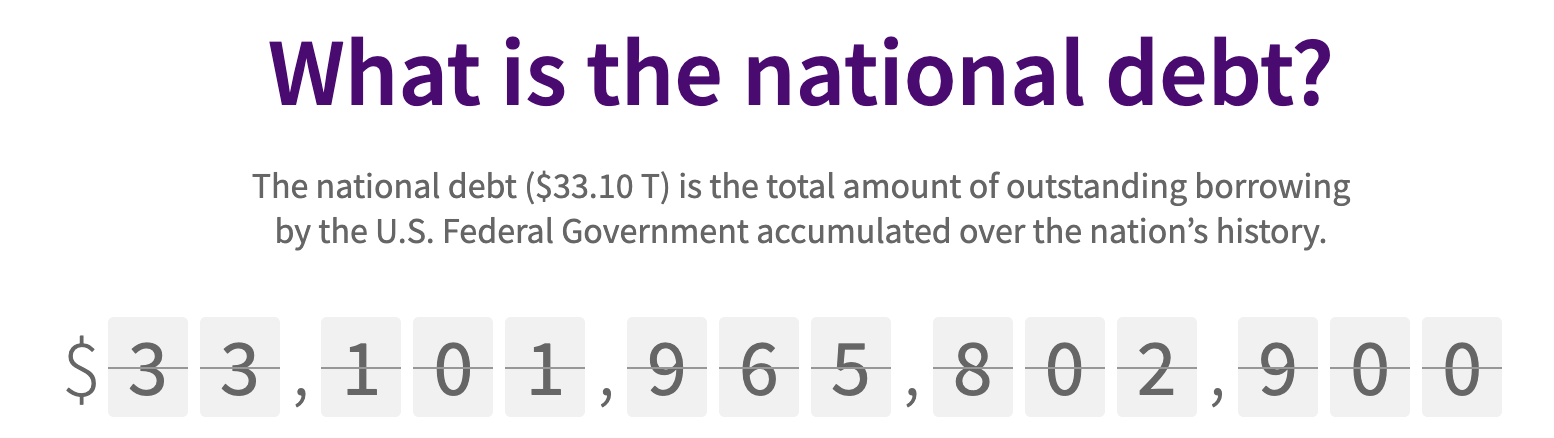 What is the national debt?
The national debt ($33.10 T) is the total amount of outstanding borrowing
by the U.S. Federal Government accumulated over the nation’s history.
$33,101,965,802,900